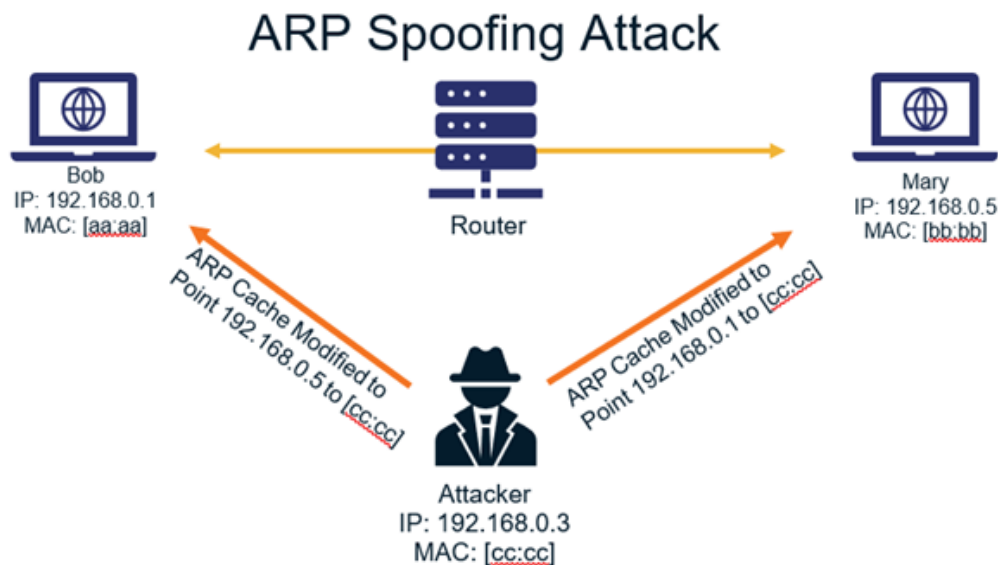 ARP Spoofing Attack
Bob
IP: 192.168.0.1
MAC: [aa:aa]
Router
Mary
IP: 192.168.0.5
MAC: [bb:bb]
ARP Cache Modified to
Point 192.168.0.5 to [cc:cc]
ARP Cache Modified to
Point 192.168.0.1 to [cc:cc]
Attacker
IP: 192.168.0.3
MAC: [cc:cc]